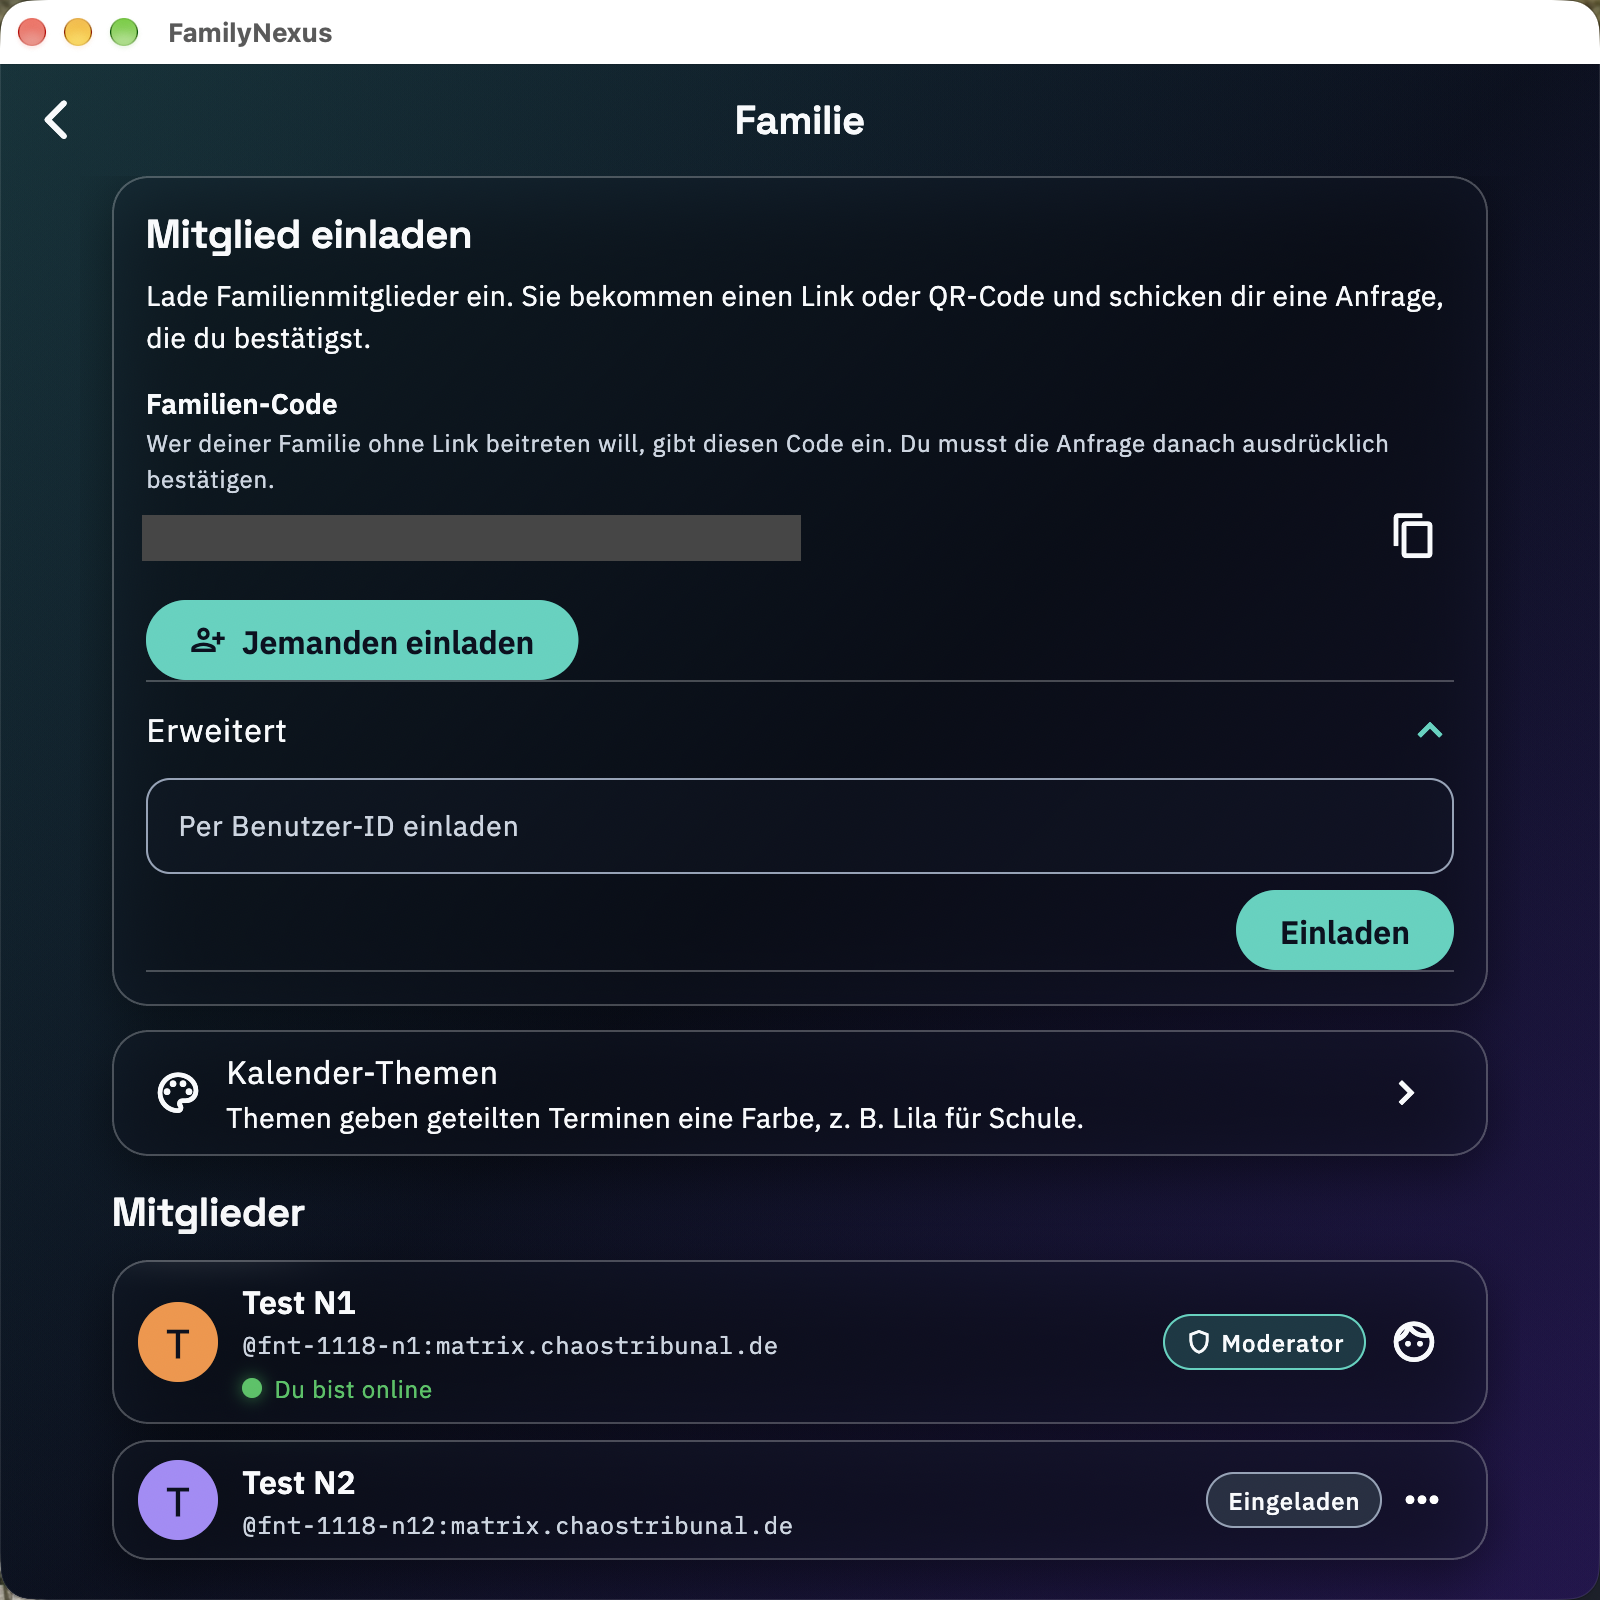 FamilyNexus
Familie
Mitglied einladen
Lade Familienmitglieder ein. Sie bekommen einen Link oder QR-Code und schicken dir eine Anfrage,
die du bestätigst.
Familien-Code
Wer deiner Familie ohne Link beitreten will, gibt diesen Code ein. Du musst die Anfrage danach ausdrücklich
bestätigen.
Jemanden einladen
Erweitert
Per Benutzer-ID einladen
Einladen
Kalender-Themen
Themen geben geteilten Terminen eine Farbe, z. B. Lila für Schule.
Mitglieder
T
Test N1
@fnt-1118-n1:matrix.chaostribunal.de
Du bist online
Moderator
T
Test N2
@fnt-1118-n12:matrix.chaostribunal.de
Eingeladen